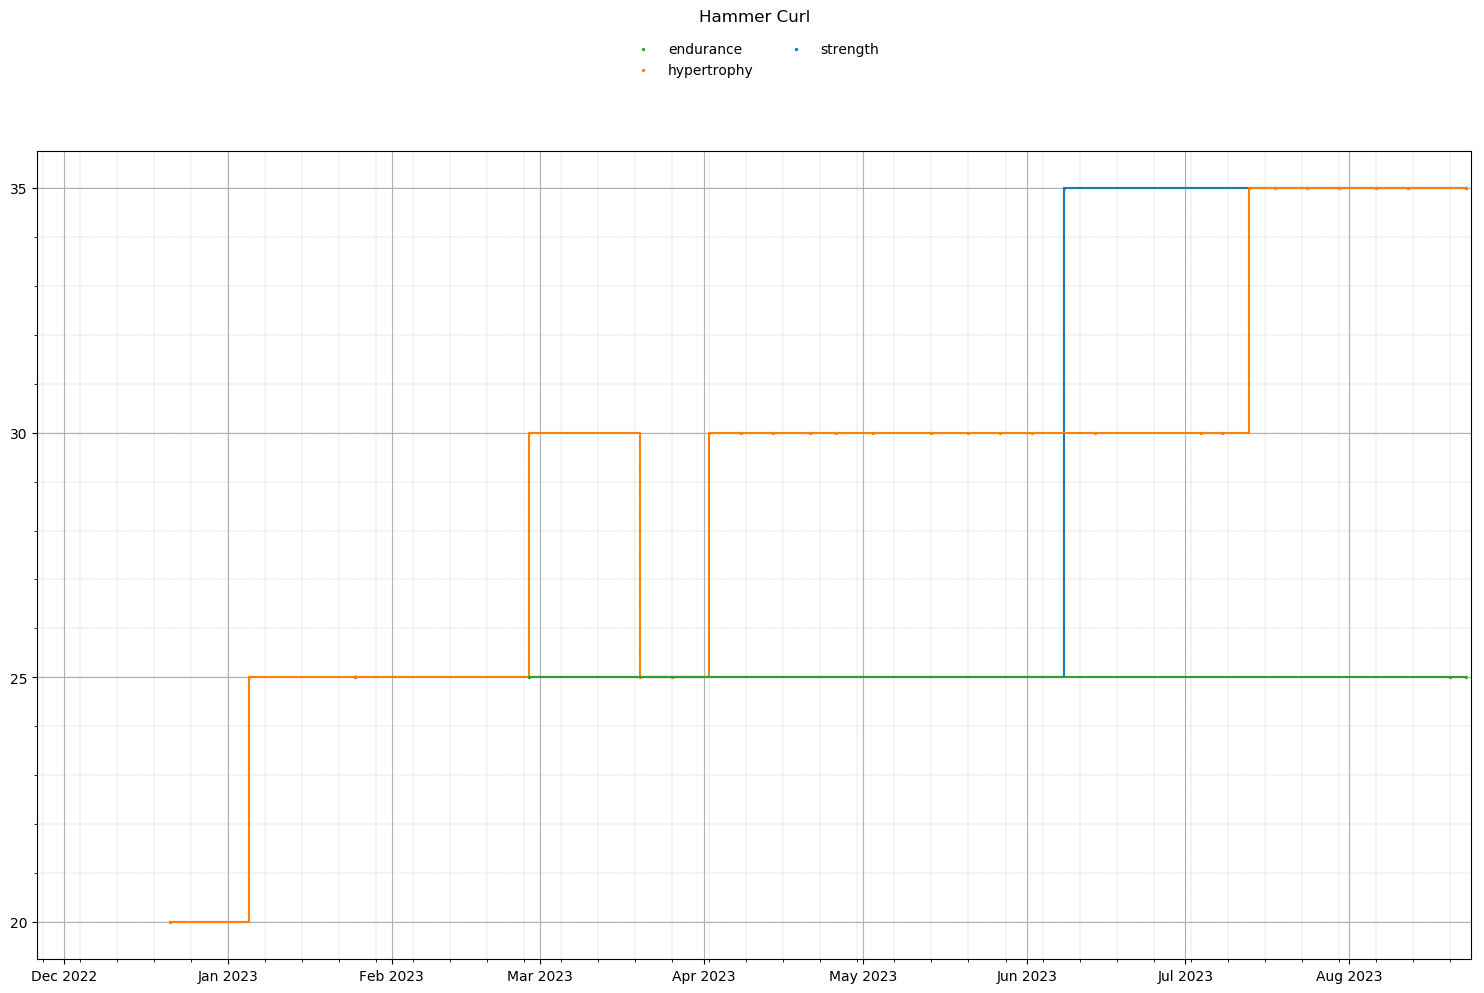 Hammer Curl
endurance
hypertrophy
strength
35
30
25
20
Dec 2022
Jan 2023
Feb 2023
Mar 2023
Apr 2023
May 2023
Jun 2023
Jul 2023
Aug 2023